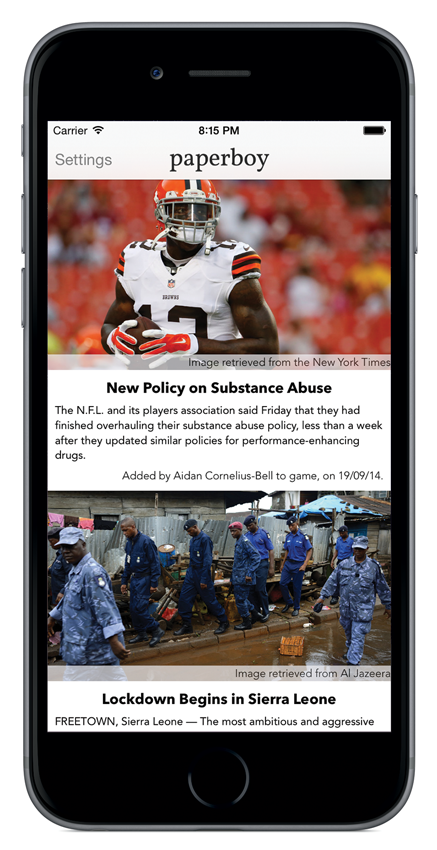 Carrier 8:15 PM
Settings paperboy
BROWNS
Image retrieved from the New York Times
New Policy on Substance Abuse
The N.F.L. and its players association said Friday that they had
finished overhauling their substance abuse policy, less than a week
after they updated similar policies for performance-enhancing
drugs.
Added by Aidan Cornelius-Bell to game, on 19/09/14.
Image retrieved from Al Jazeera
Lockdown Begins in Sierra Leone
FREETOWN, Sierra Leone — The most ambitious and aggressive